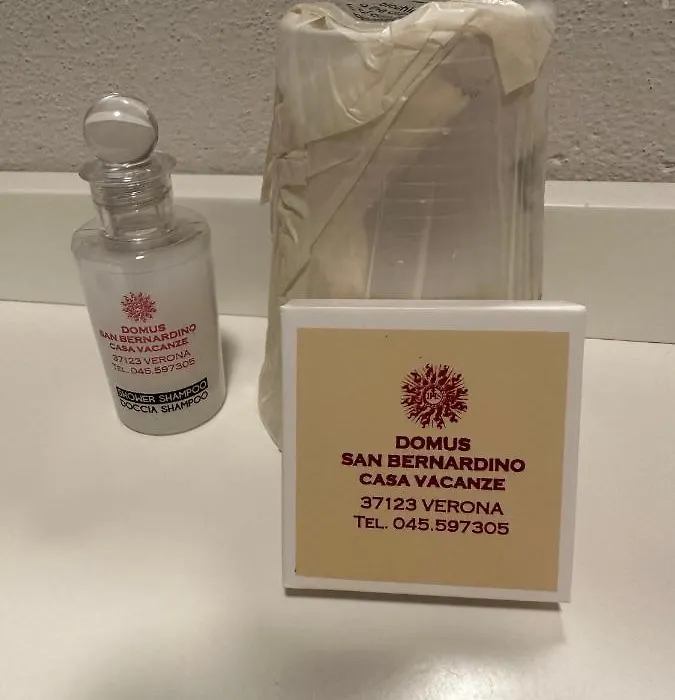 DOMUS
SAN BERNARDINO
CASA VACANZE
37123 VERONA
TEL. 045.597305
SHOWER SHAMPOO
DOCCIA SHAMPOO
IHS
DOMUS
SAN BERNARDINO
CASA VACANZE
37123 VERONA
TEL. 045.597305